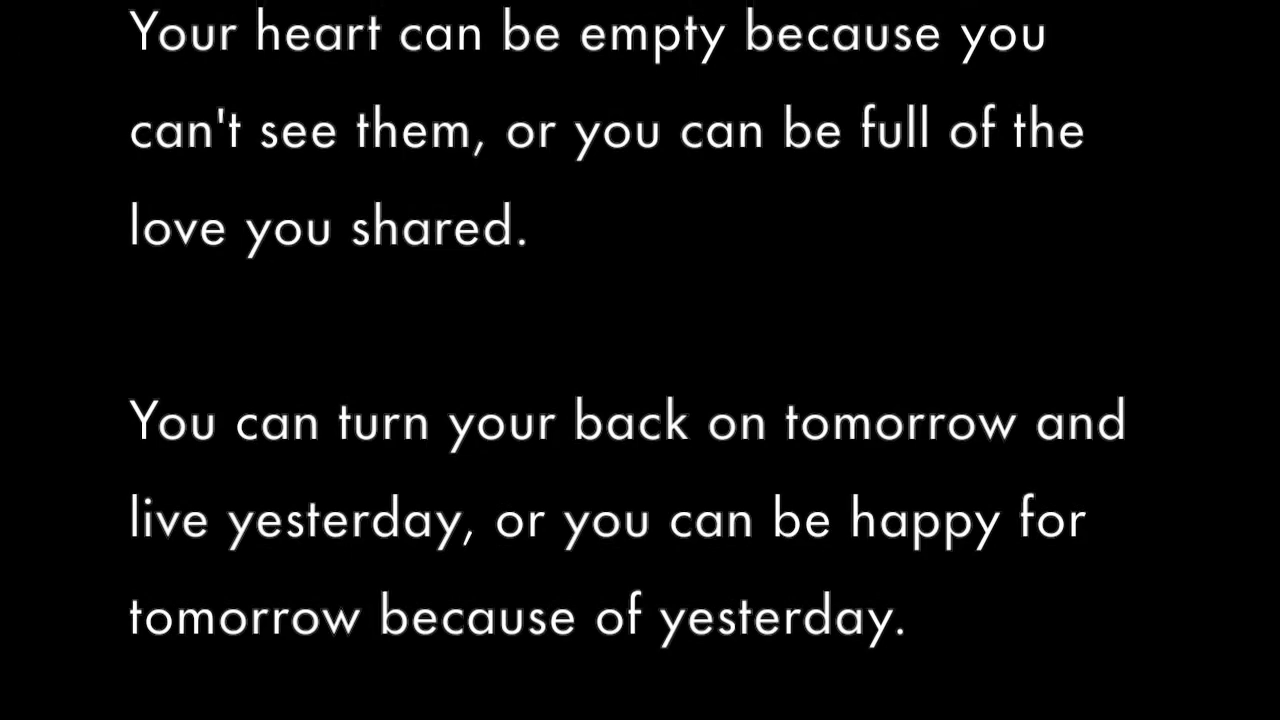 Your heart can be empty because you
can't see them, or you can be full of the
love you shared.
You can turn your back on tomorrow and
live yesterday, or you can be happy for
tomorrow because of yesterday.